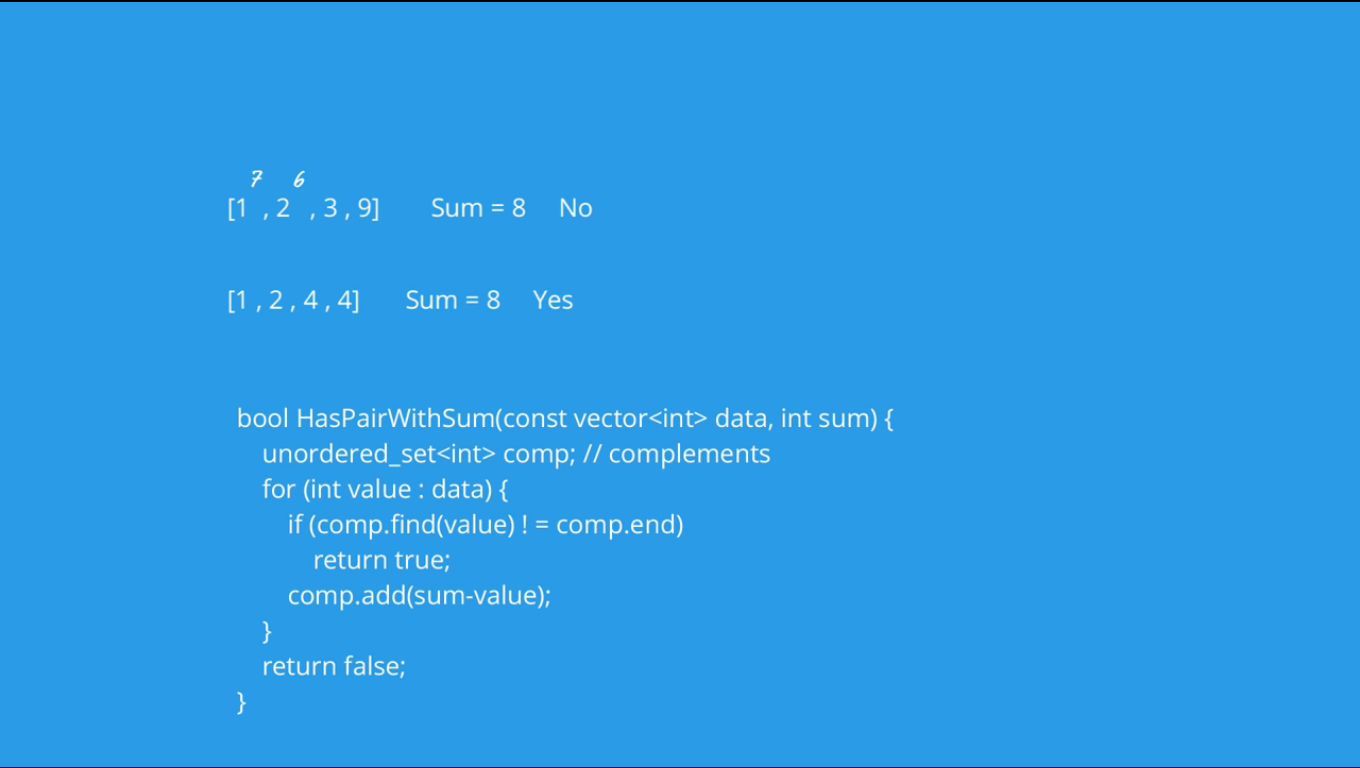 7 6
[1 , 2 , 3 , 9] Sum = 8 No
[1 , 2 , 4 , 4] Sum = 8 Yes
bool HasPairWithSum(const vector<int> data, int sum) {
unordered_set<int> comp; // complements
for (int value : data) {
if (comp.find(value) ! = comp.end)
return true;
comp.add(sum-value);
}
return false;
}